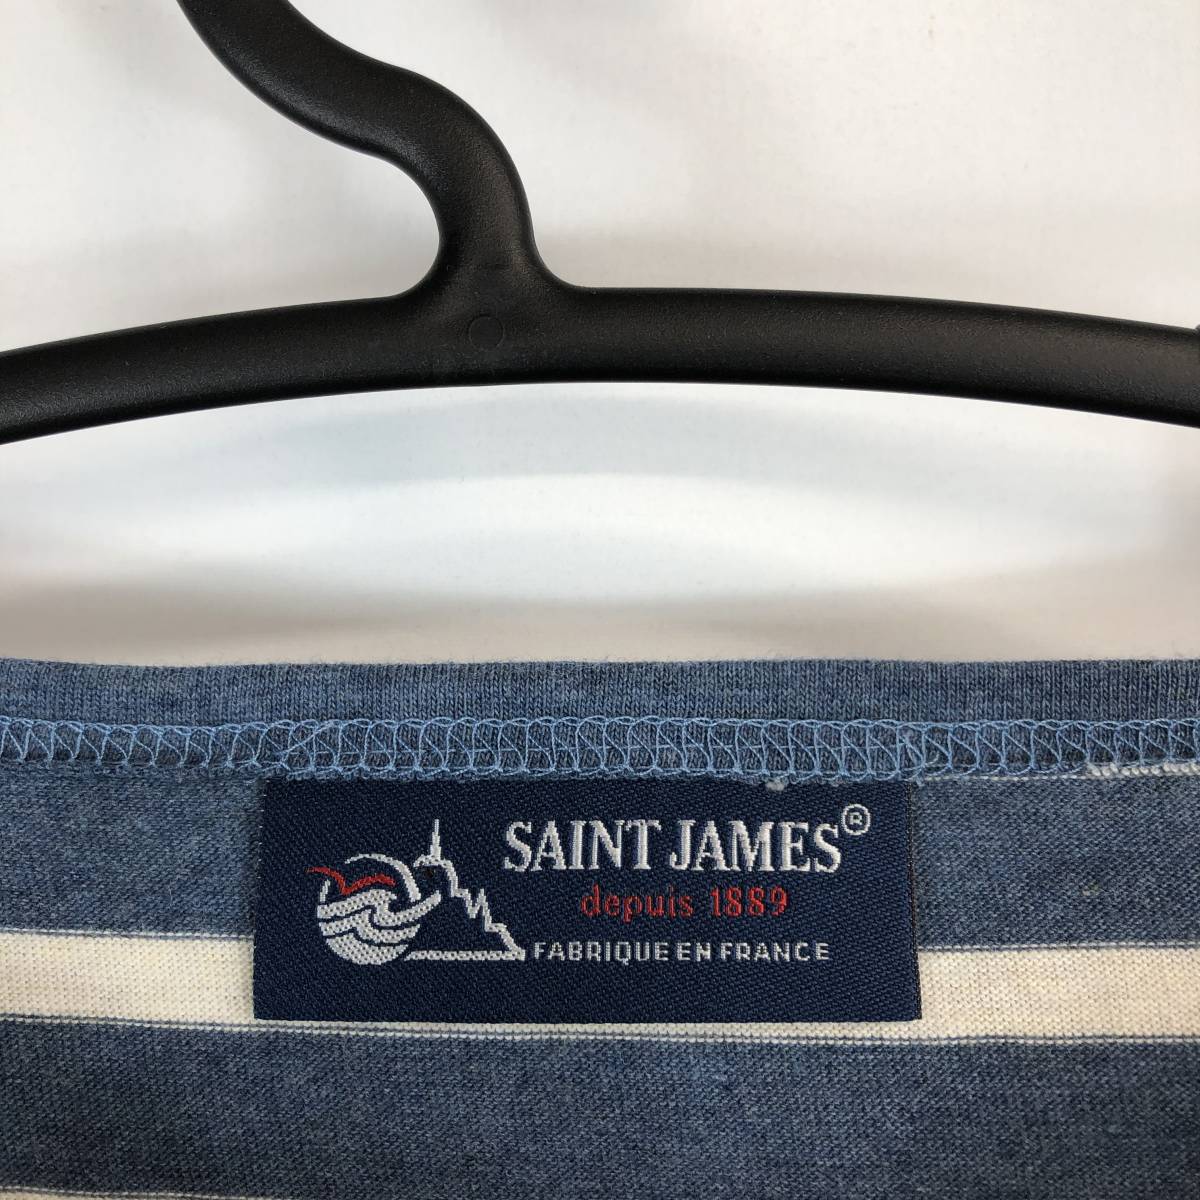 SAINT JAMES®
depuis 1889
FABRIQUE EN FRANCE